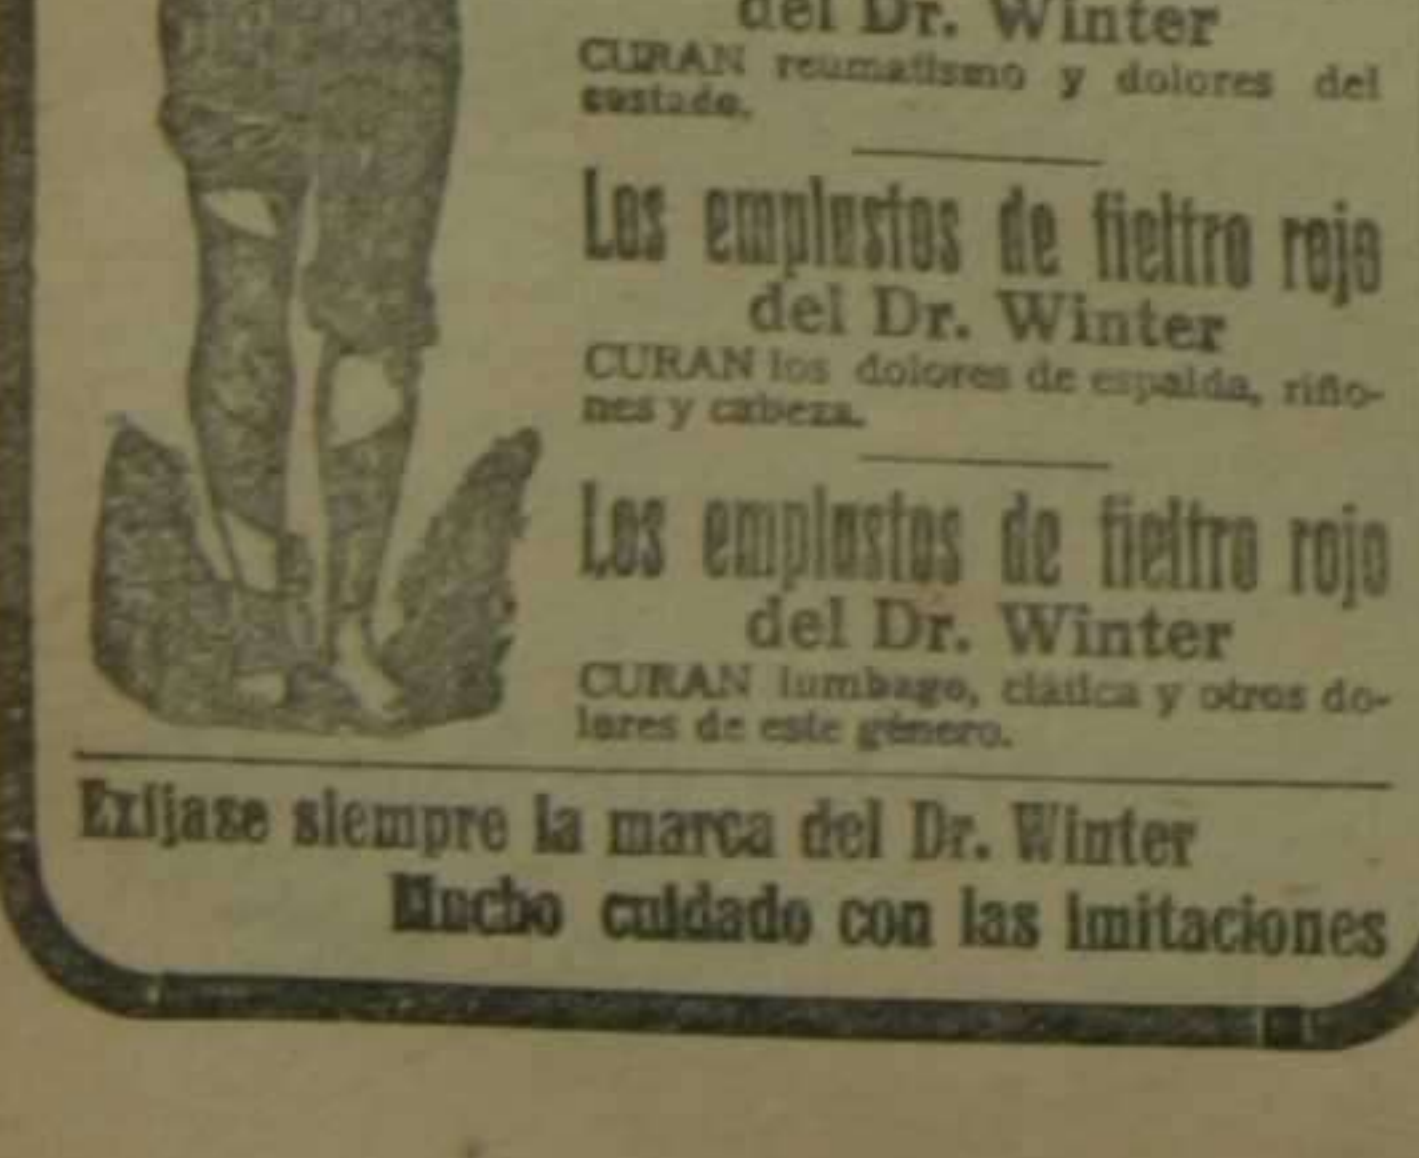 del Dr. Winter
CURAN reumatismo y dolores del
costado.
Los emplastos de fieltro rojo
del Dr. Winter
CURAN los dolores de espalda, riño-
nes y cabeza.
Los emplastos de fieltro rojo
del Dr. Winter
CURAN lumbago, ciática y otros do-
lores de este género.
Exíjase siempre la marca del Dr. Winter
Mucho cuidado con las imitaciones